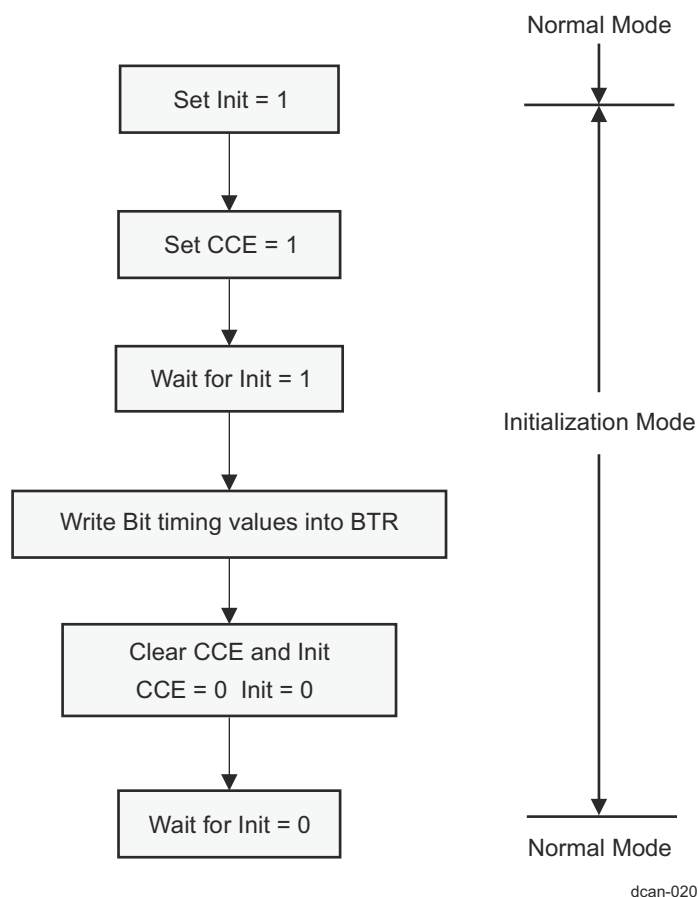 Normal Mode
Set Init = 1
Set CCE = 1
Wait for Init = 1
Initialization Mode
Write Bit timing values into BTR
Clear CCE and Init
CCE = 0 Init = 0
Wait for Init = 0
Normal Mode
dcan-020